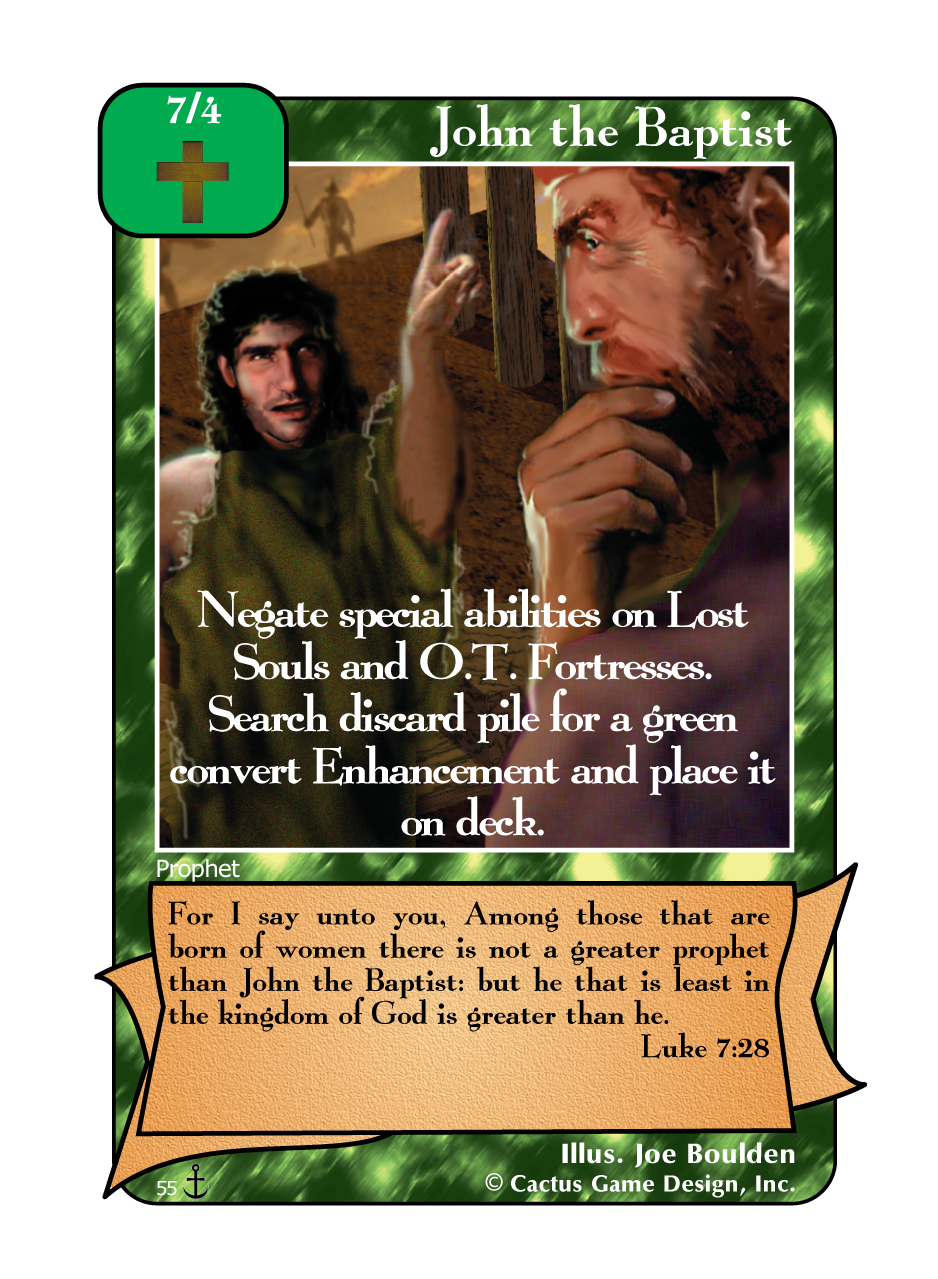 7/4
John the Baptist
Negate special abilities on Lost
Souls and O.T. Fortresses.
Search discard pile for a green
convert Enhancement and place it
on deck.
Prophet
For I say unto you, Among those that are
born of women there is not a greater prophet
than John the Baptist: but he that is least in
the kingdom of God is greater than he.
Luke 7:28
Illus. Joe Boulden
55
© Cactus Game Design, Inc.